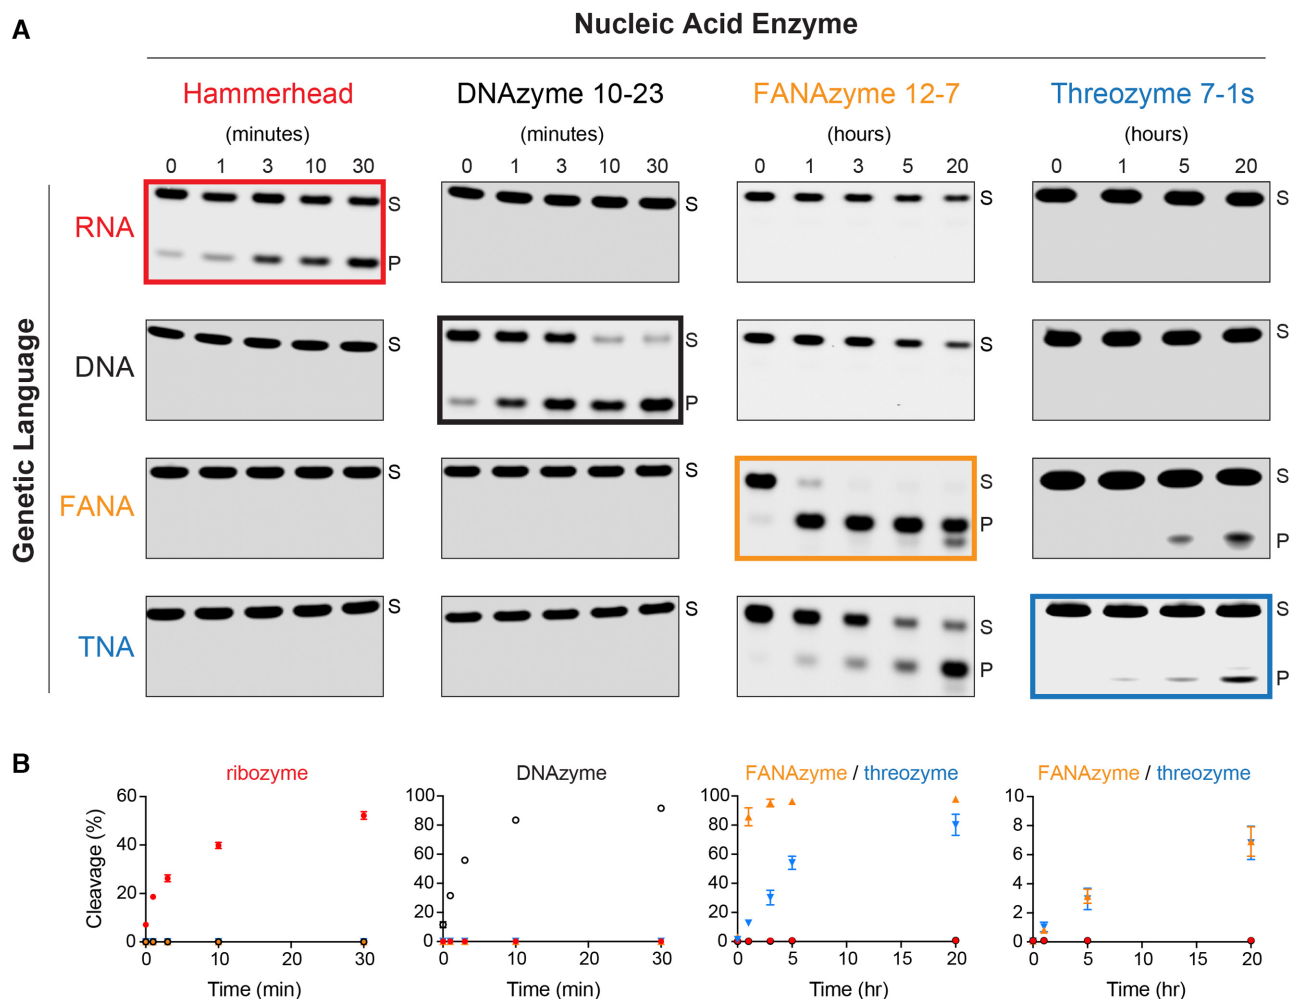 A
Nucleic Acid Enzyme
Hammerhead DNAzyme 10-23 FANAzyme 12-7 Threozyme 7-1s
(minutes) (minutes) (hours) (hours)
0 1 3 10 30 0 1 3 10 30 0 1 3 5 20 0 1 5 20
Genetic Language
RNA S P S S S
DNA S S P S S
FANA S S S P S P
TNA S S S P S P
B
ribozyme DNAzyme FANAzyme / threozyme FANAzyme / threozyme
Cleavage (%)
60 40 20 0
0 10 20 30
Time (min)
100 80 60 40 20 0
0 10 20 30
Time (min)
100 80 60 40 20 0
0 5 10 15 20
Time (hr)
10 8 6 4 2 0
0 5 10 15 20
Time (hr)